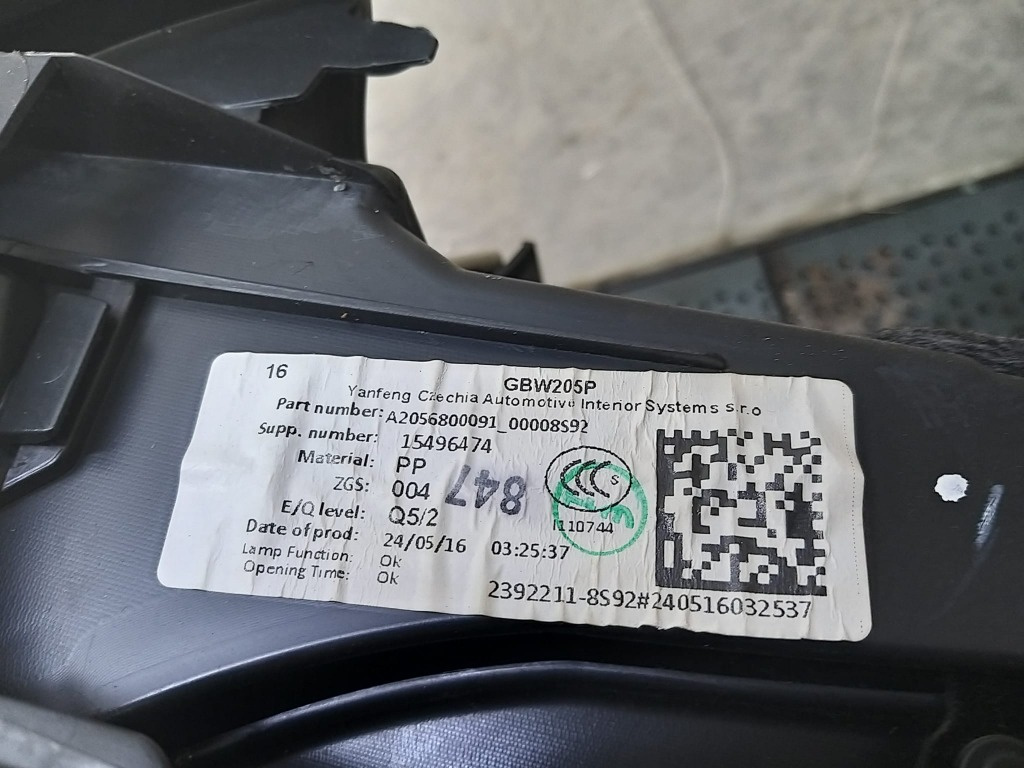 16
GBW205P
Yanfeng Czechia Automotive Interior Systems s.r.o
Part number: A2056800091_00008S92
Supp. number: 15496474
Material: PP
847
CCC S
ZGS: 004
I110744
E/Q level: Q5/2
Date of prod: 24/05/16 03:25:37
Lamp Function: Ok
Opening Time: Ok
2392211-8S92#240516032537